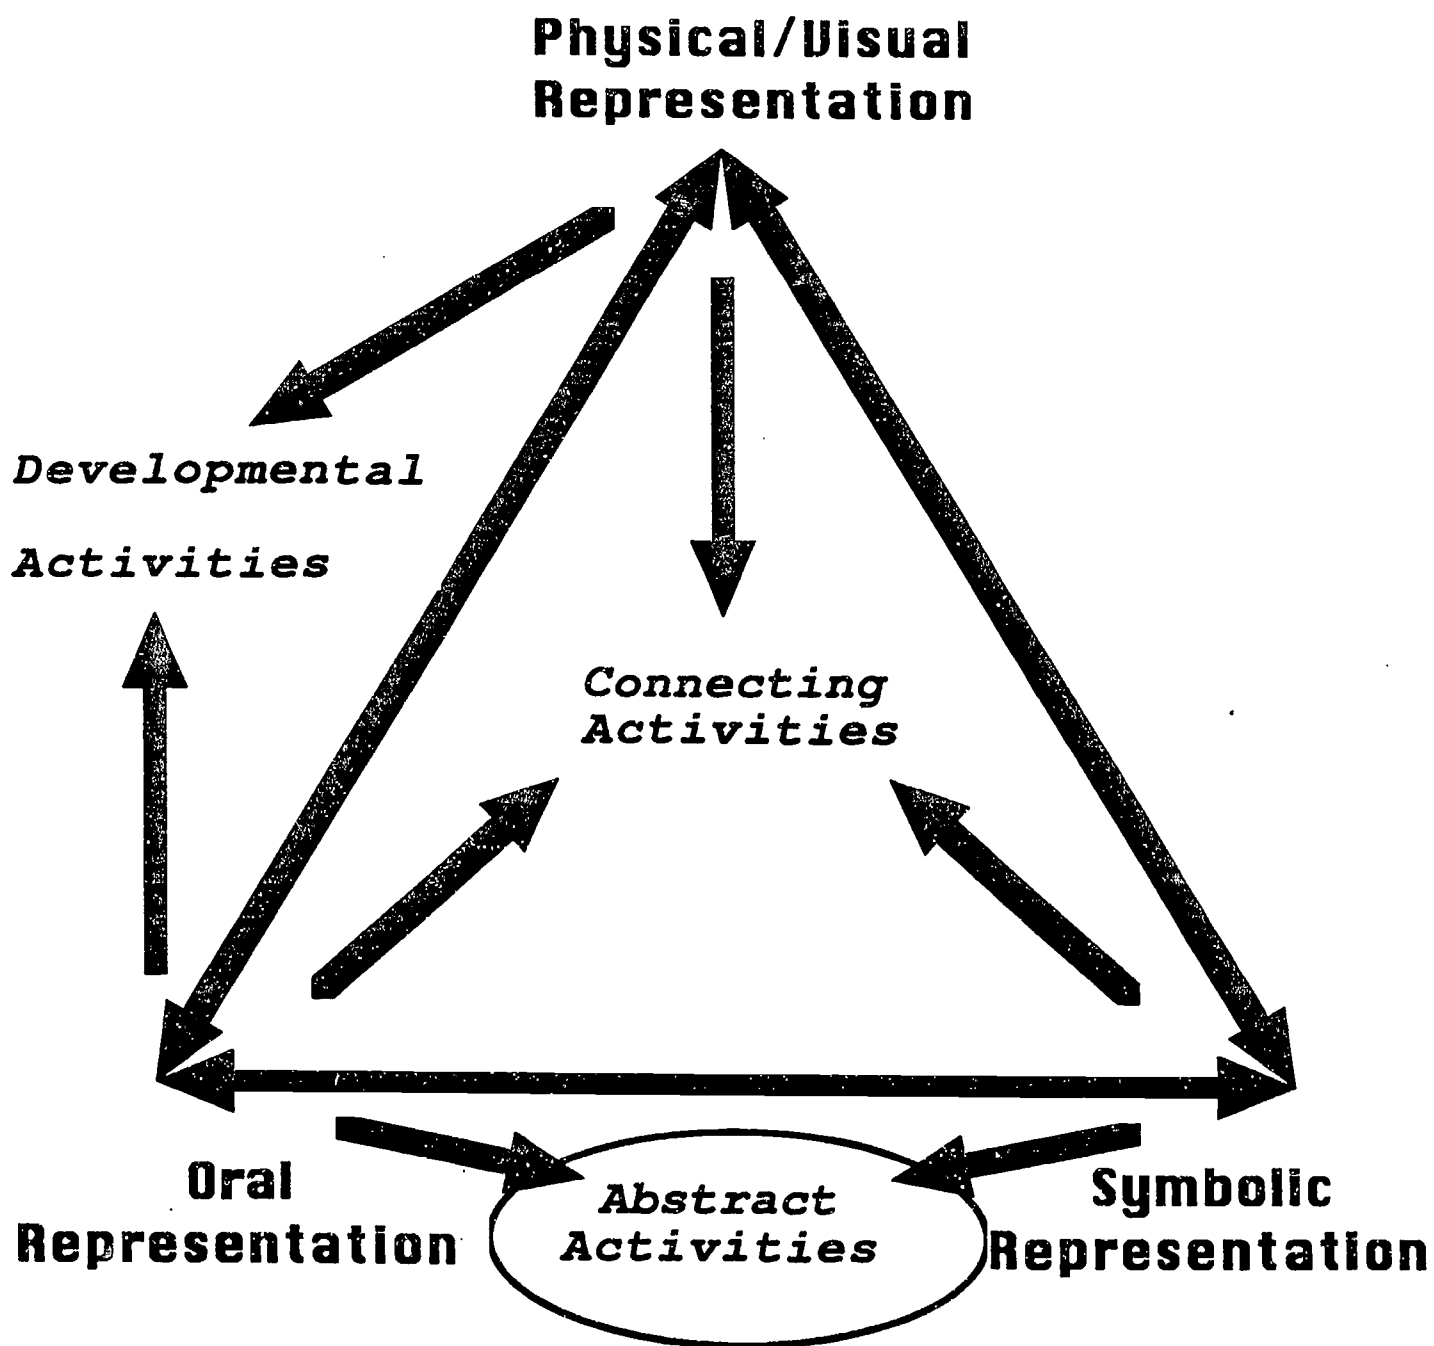 Physical/Visual
Representation
Developmental
Activities
Connecting
Activities
Oral
Representation
Abstract
Activities
Symbolic
Representation